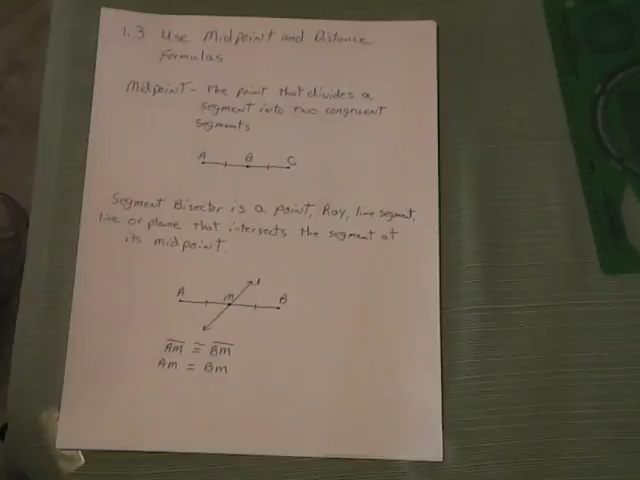 1.3 Use Midpoint and Distance
Formulas
Midpoint - The point that divides a
segment into two congruent
segments
A B C
Segment Bisector is a point, Ray, line segment,
line or plane that intersects the segment at
its midpoint.
A M B
AM ≅ BM
AM = BM